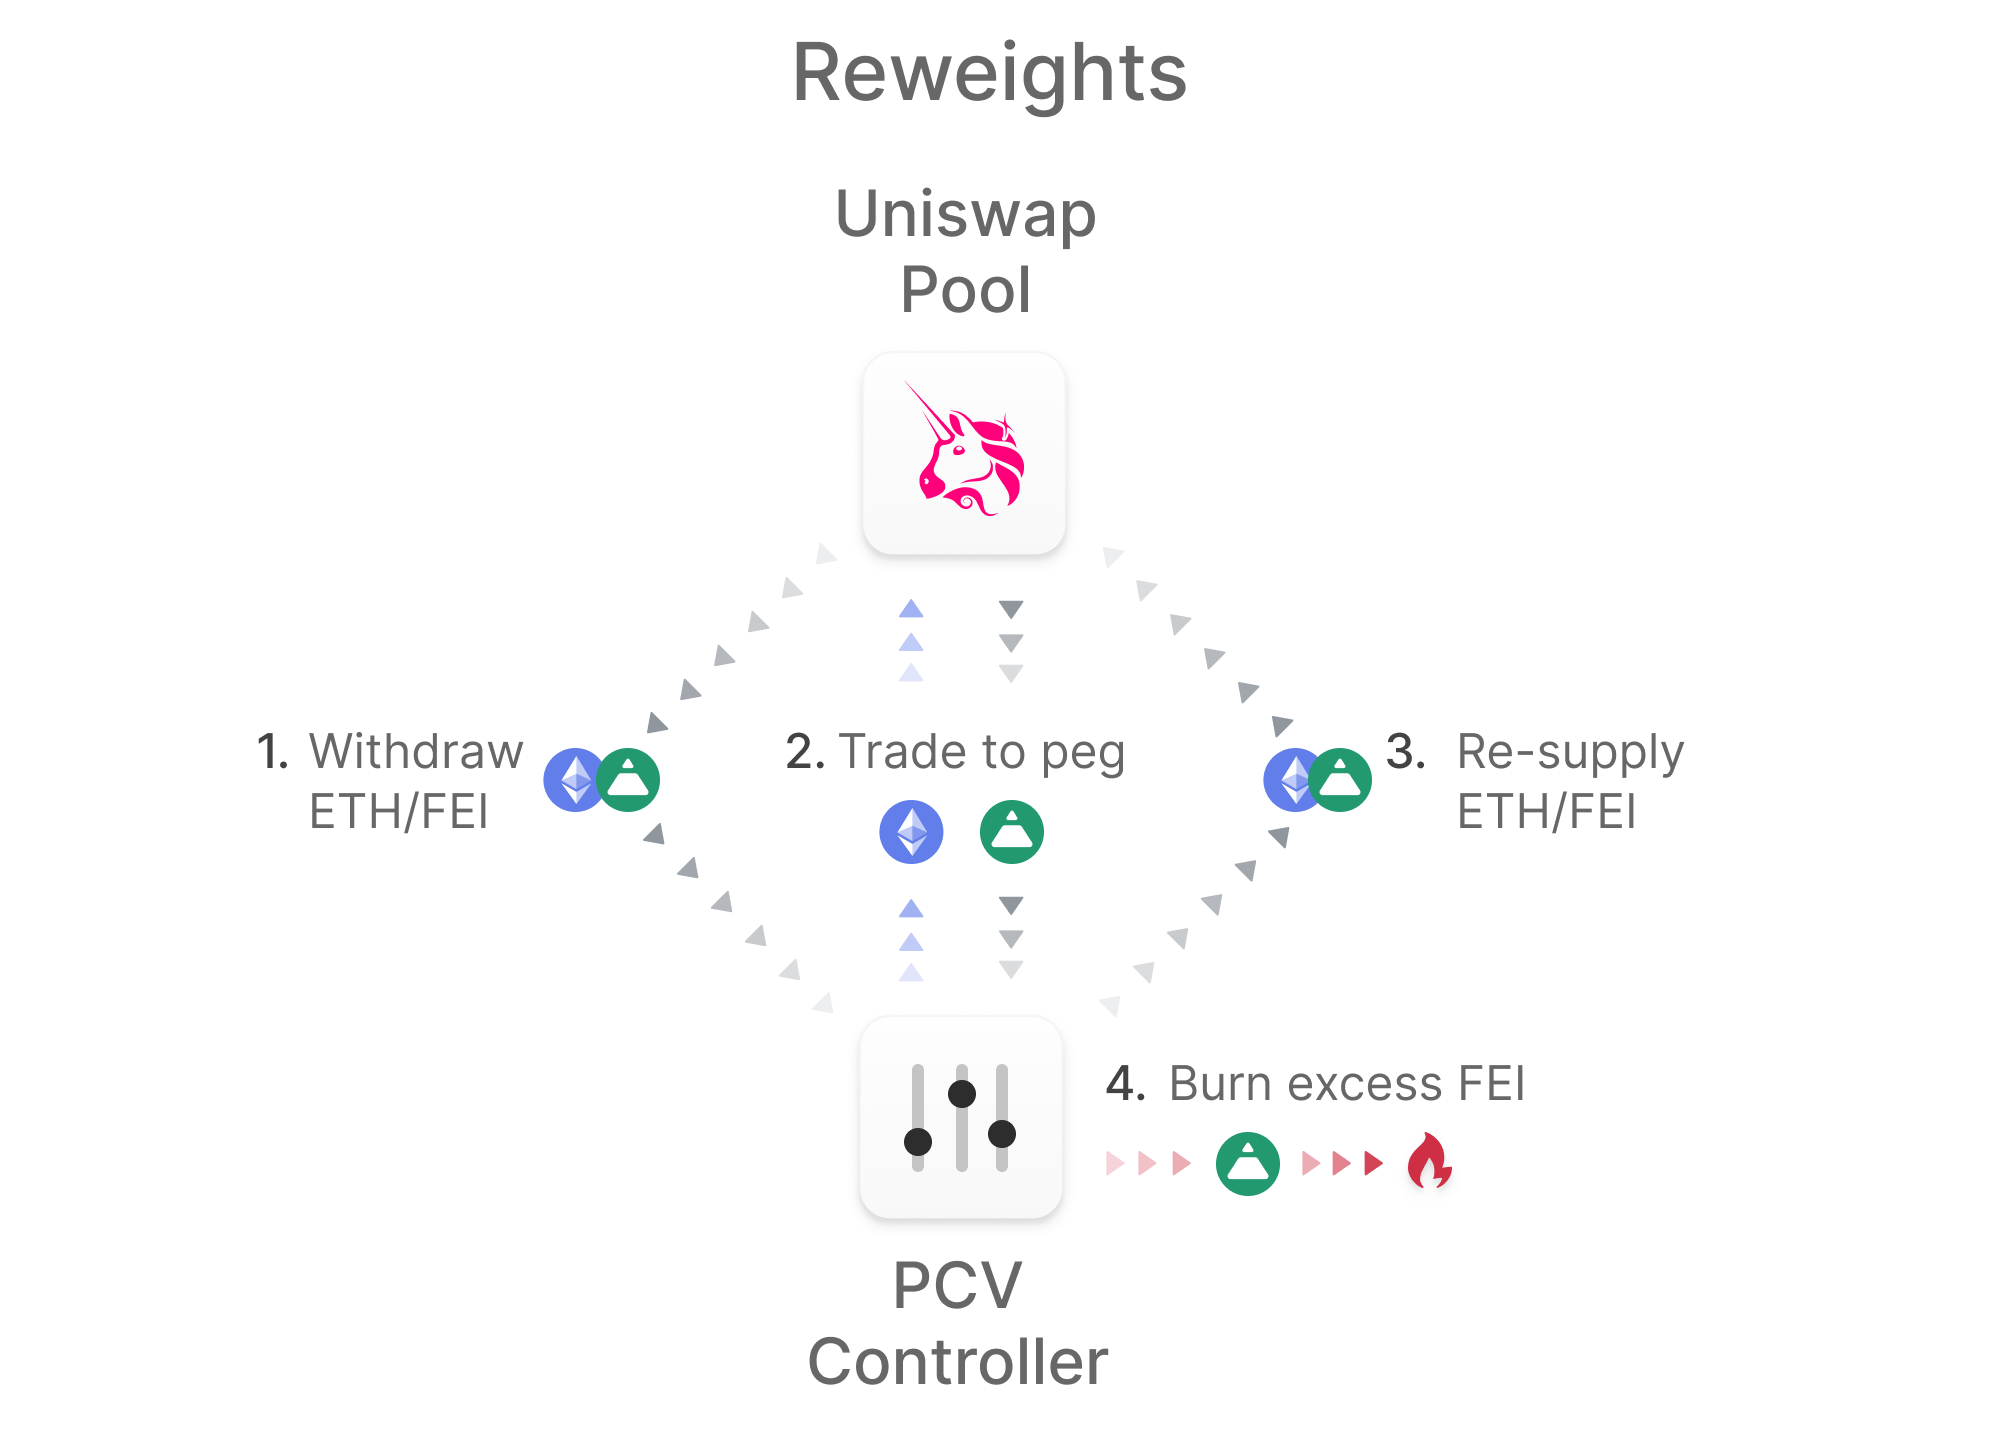 Reweights
Uniswap
Pool
1. Withdraw
ETH/FEI
2. Trade to peg
3. Re-supply
ETH/FEI
4. Burn excess FEI
PCV
Controller